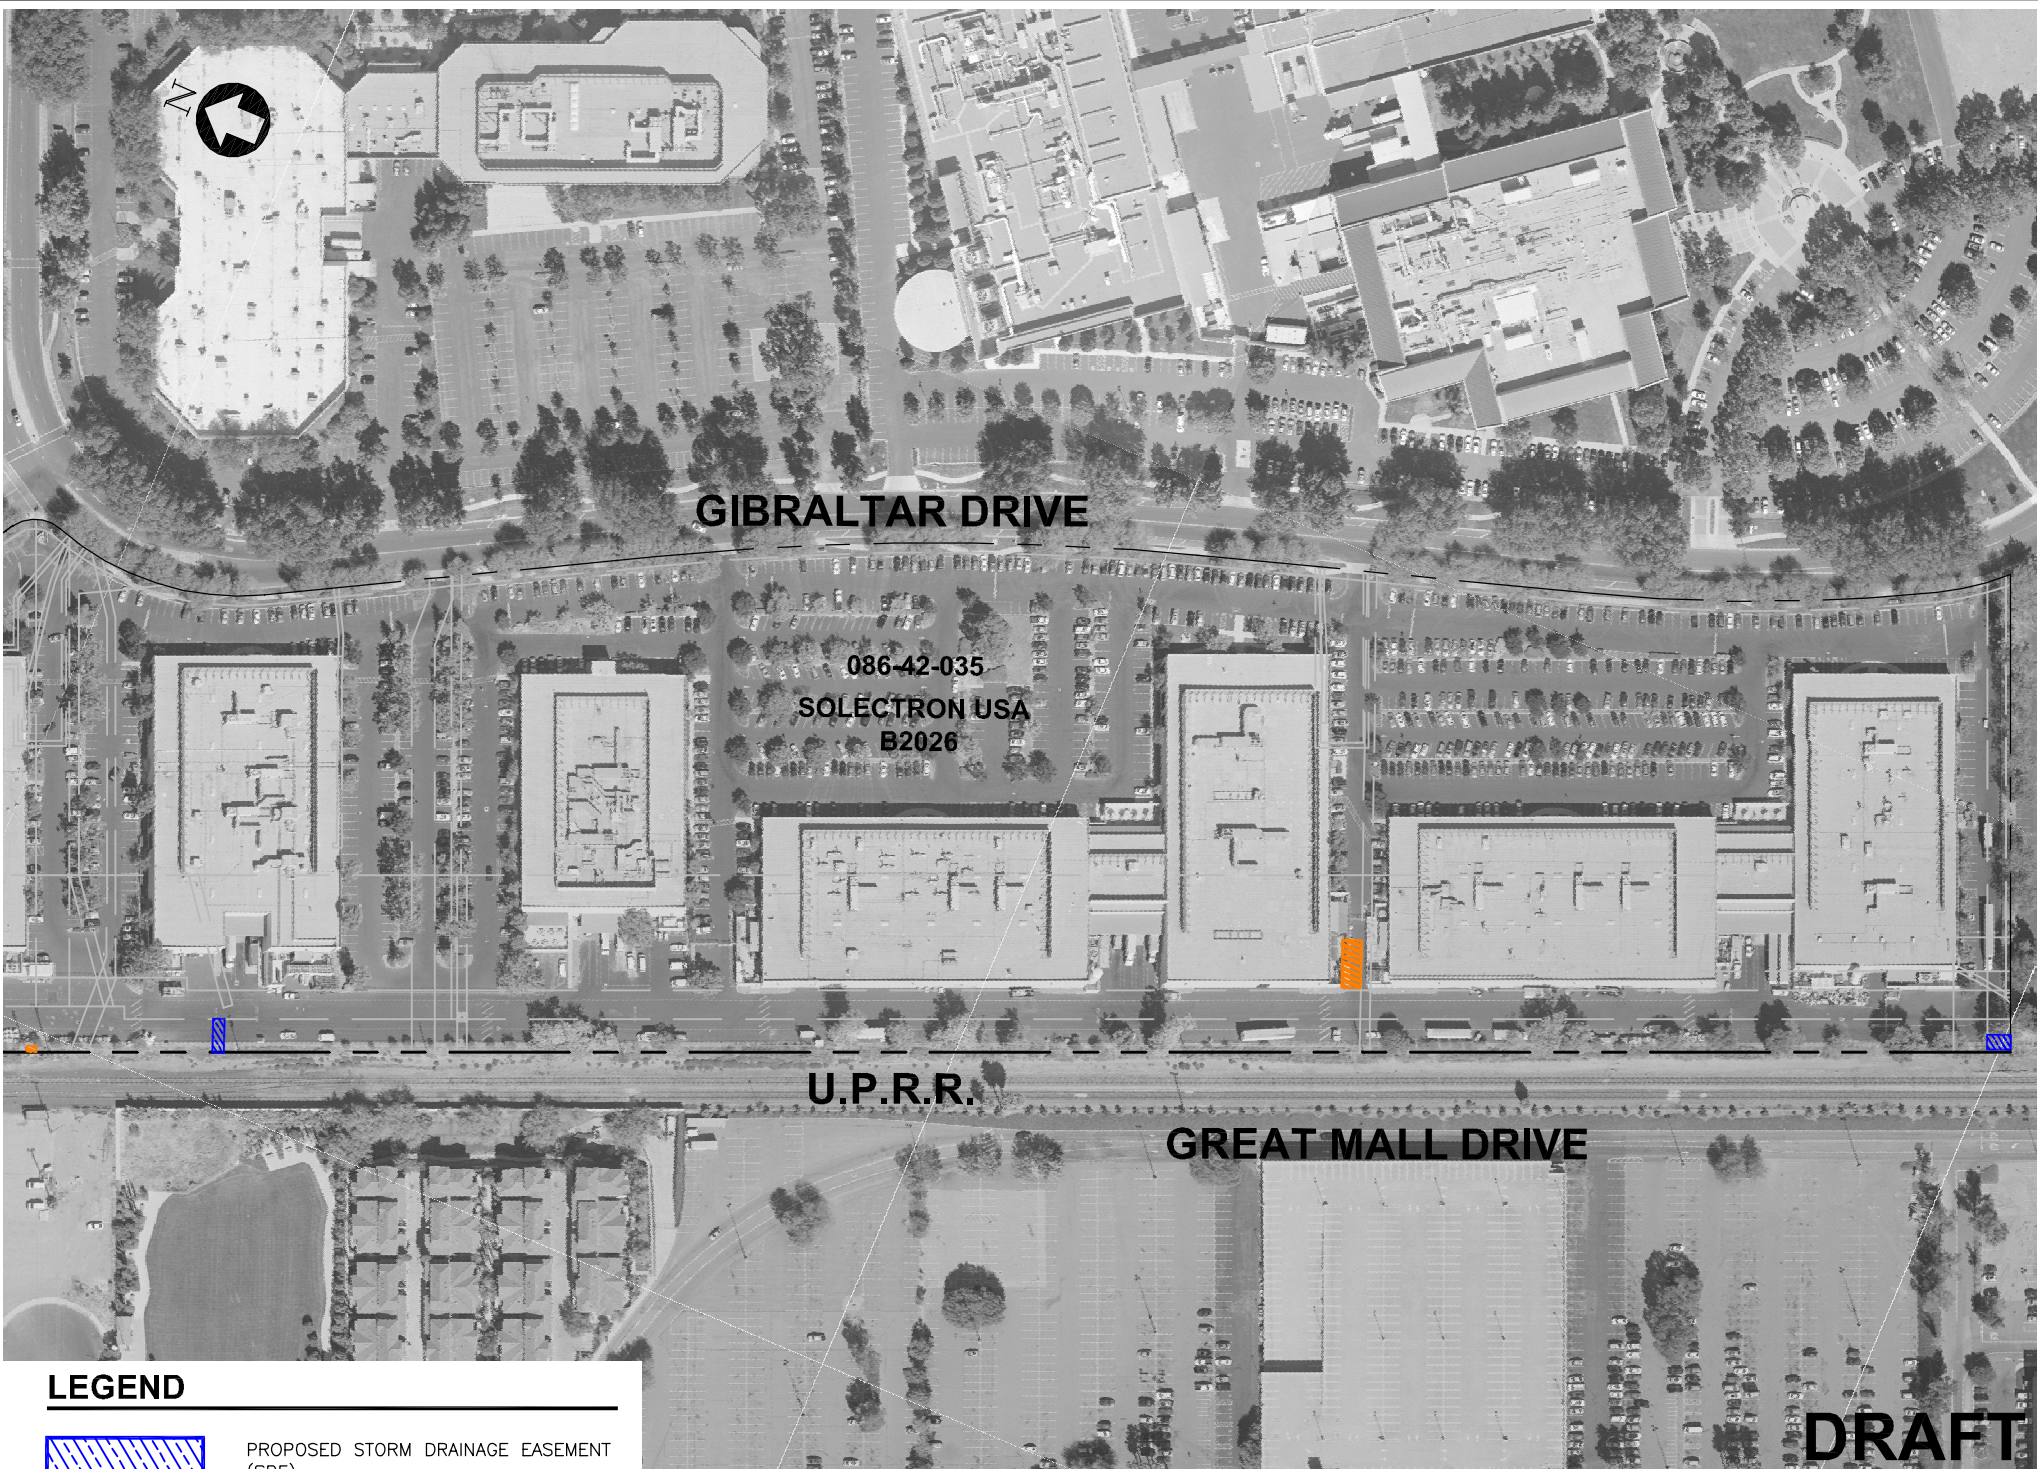 N
GIBRALTAR DRIVE
086-42-035
SOLECTRON USA
B2026
U.P.R.R.
GREAT MALL DRIVE
LEGEND
PROPOSED STORM DRAINAGE EASEMENT
DRAFT